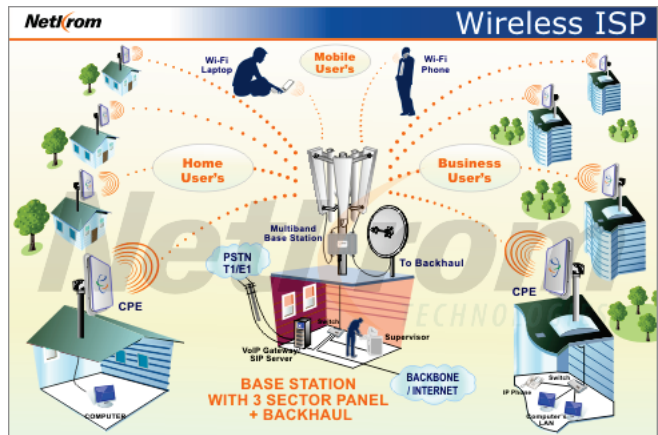 Netkrom
Wireless ISP
Wi-Fi
Laptop
Mobile
User's
Wi-Fi
Phone
Home
User's
Business
User's
Multiband
Base Station
To Backhaul
PSTN
T1/E1
CPE
CPE
Netkrom
TECHNOLOGIES
Switch
VoIP Gateway
SIP Server
Supervisor
BASE STATION
WITH 3 SECTOR PANEL
+ BACKHAUL
BACKBONE
/ INTERNET
COMPUTER
Switch
IP Phone
Computer's
LAN